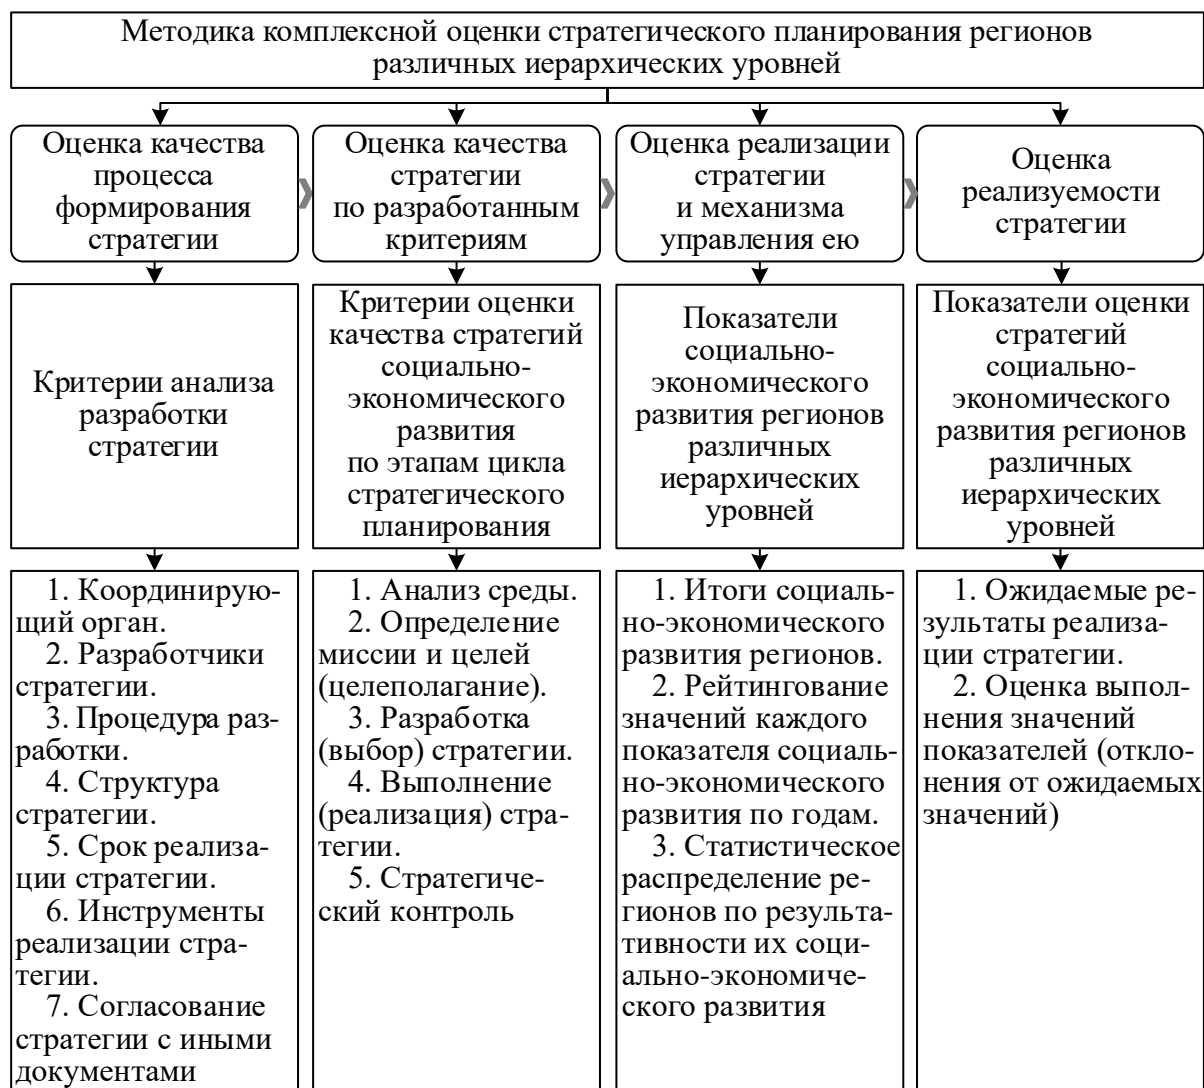 Методика комплексной оценки стратегического планирования регионов
различных иерархических уровней
Оценка качества
процесса
формирования
стратегии
Оценка качества
стратегии
по разработанным
критериям
Оценка реализации
стратегии
и механизма
управления ею
Оценка
реализуемости
стратегии
Критерии анализа
разработки
стратегии
Критерии оценки
качества стратегий
социально-
экономического
развития
по этапам цикла
стратегического
планирования
Показатели
социально-
экономического
развития регионов
различных
иерархических
уровней
Показатели оценки
стратегий
социально-
экономического
развития регионов
различных
иерархических
уровней
1. Координирую-
щий орган.
2. Разработчики
стратегии.
3. Процедура раз-
работки.
4. Структура
стратегии.
5. Срок реализа-
ции стратегии.
6. Инструменты
реализации стра-
тегии.
7. Согласование
стратегии с иными
документами
1. Анализ среды.
2. Определение
миссии и целей
(целеполагание).
3. Разработка
(выбор) стратегии.
4. Выполнение
(реализация) стра-
тегии.
5. Стратегиче-
ский контроль
1. Итоги социаль-
но-экономического
развития регионов.
2. Рейтингование
значений каждого
показателя социаль-
но-экономического
развития по годам.
3. Статистическое
распределение ре-
гионов по результа-
тивности их соци-
ально-экономиче-
ского развития
1. Ожидаемые ре-
зультаты реализа-
ции стратегии.
2. Оценка выпол-
нения значений
показателей (откло-
нения от ожидаемых
значений)